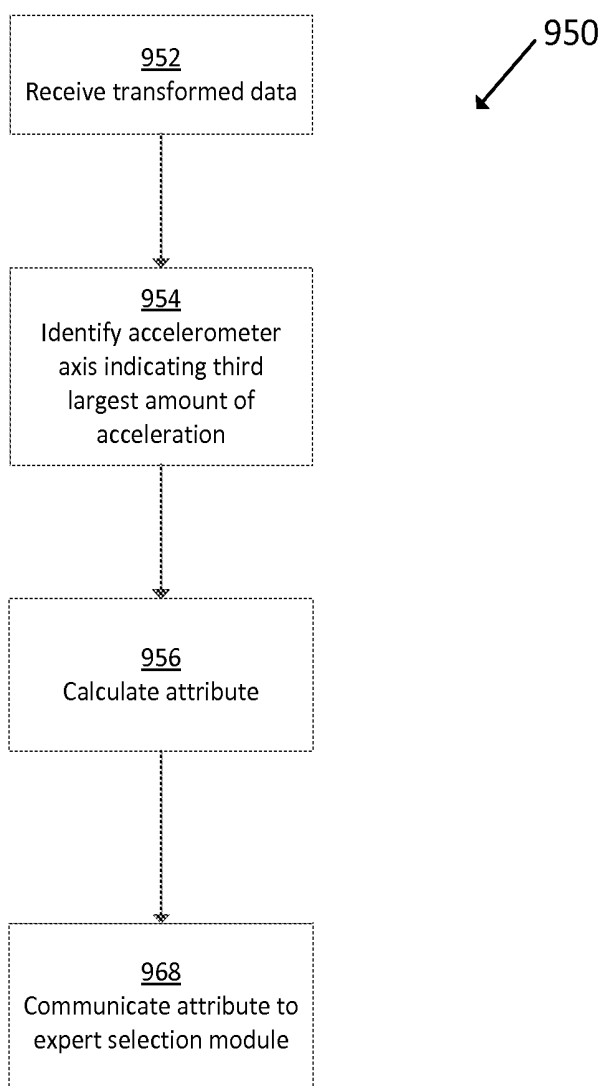 950
952
Receive transformed data
954
Identify accelerometer
axis indicating third
largest amount of
acceleration
956
Calculate attribute
968
Communicate attribute to
expert selection module